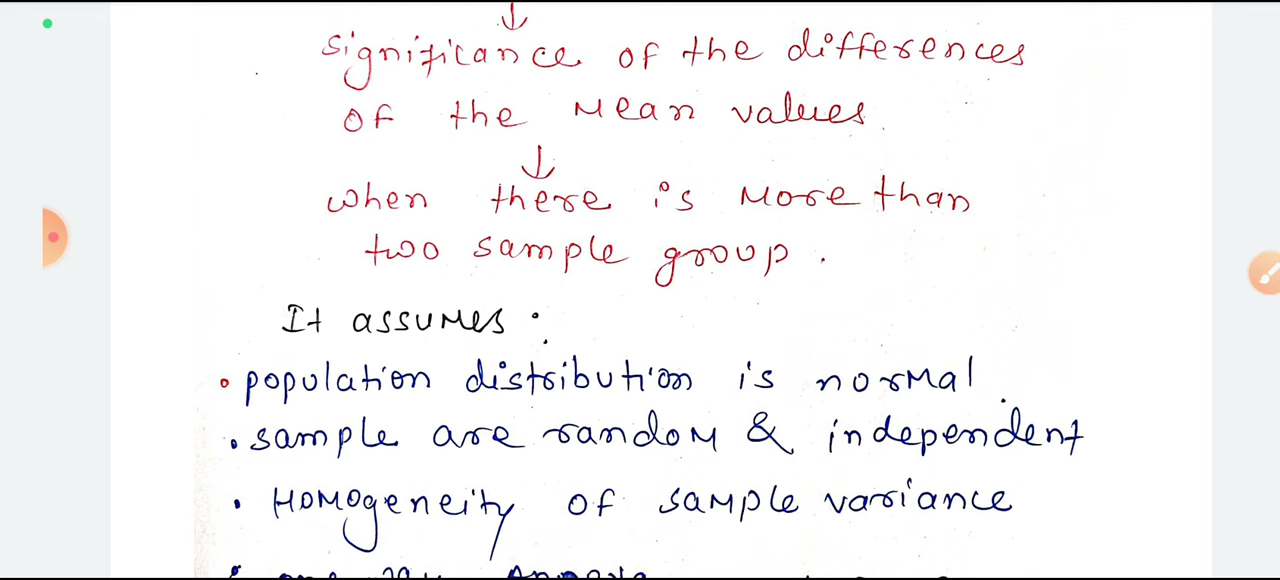 significance of the differences
of the Mean values
when there is More than
two sample group.
It assumes:
• population distribution is normal.
• sample are random & independent
• Homogeneity of sample variance